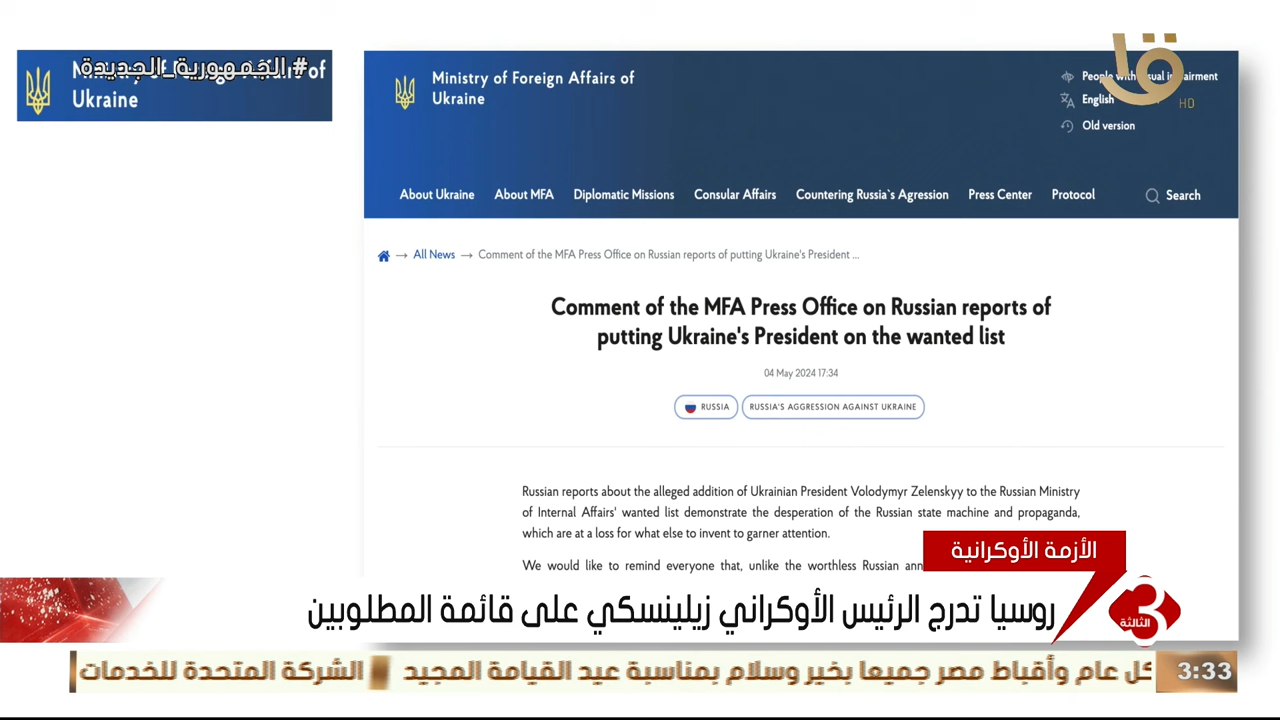 #الجمهورية_الجديدة
Ukraine
Ministry of Foreign Affairs of
Ukraine
People with visual impairment
English
Old version
HD
About Ukraine About MFA Diplomatic Missions Consular Affairs Countering Russia`s Agression Press Center Protocol Search
All News → Comment of the MFA Press Office on Russian reports of putting Ukraine's President ...
Comment of the MFA Press Office on Russian reports of
putting Ukraine's President on the wanted list
04 May 2024 17:34
RUSSIA RUSSIA'S AGGRESSION AGAINST UKRAINE
Russian reports about the alleged addition of Ukrainian President Volodymyr Zelenskyy to the Russian Ministry
of Internal Affairs' wanted list demonstrate the desperation of the Russian state machine and propaganda,
which are at a loss for what else to invent to garner attention.
We would like to remind everyone that, unlike the worthless Russian
الأزمة الأوكرانية
روسيا تدرج الرئيس الأوكراني زيلينسكي على قائمة المطلوبين
3 الثالثة
كل عام وأقباط مصر جميعا بخير وسلام بمناسبة عيد القيامة المجيد الشركة المتحدة للخدمات
3:33